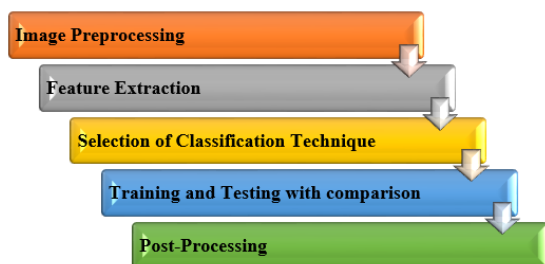 Image Preprocessing
Feature Extraction
Selection of Classification Technique
Training and Testing with comparison
Post-Processing